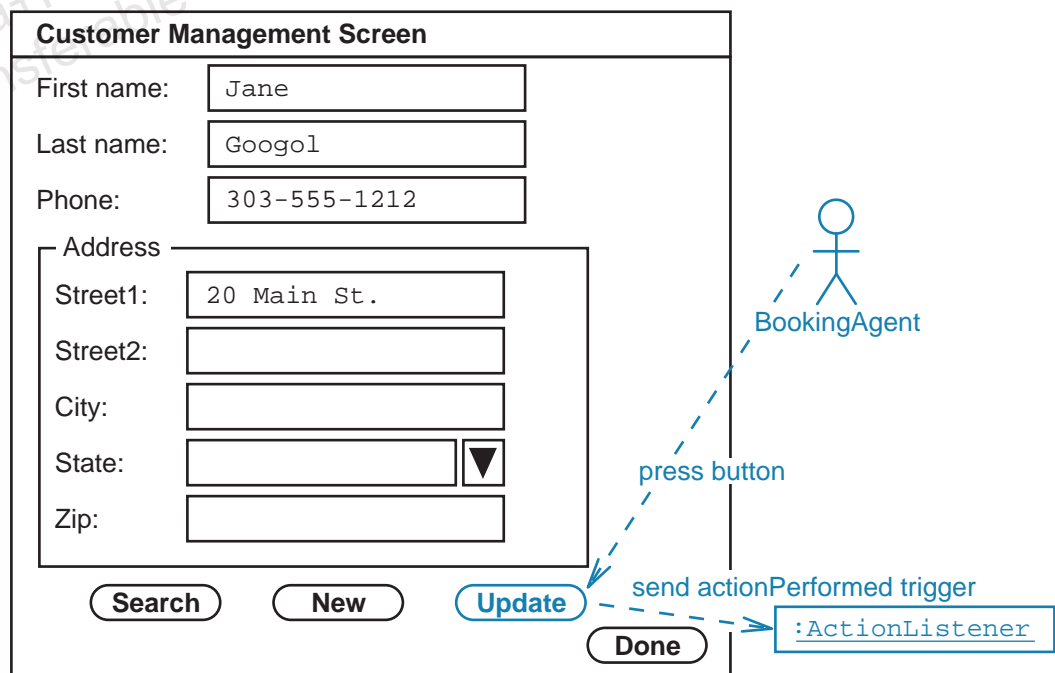 Customer Management Screen
First name: Jane
Last name: Googol
Phone: 303-555-1212
Address
Street1: 20 Main St.
Street2:
City:
State:
Zip:
BookingAgent
press button
send actionPerformed trigger
Search New Update
:ActionListener
Done